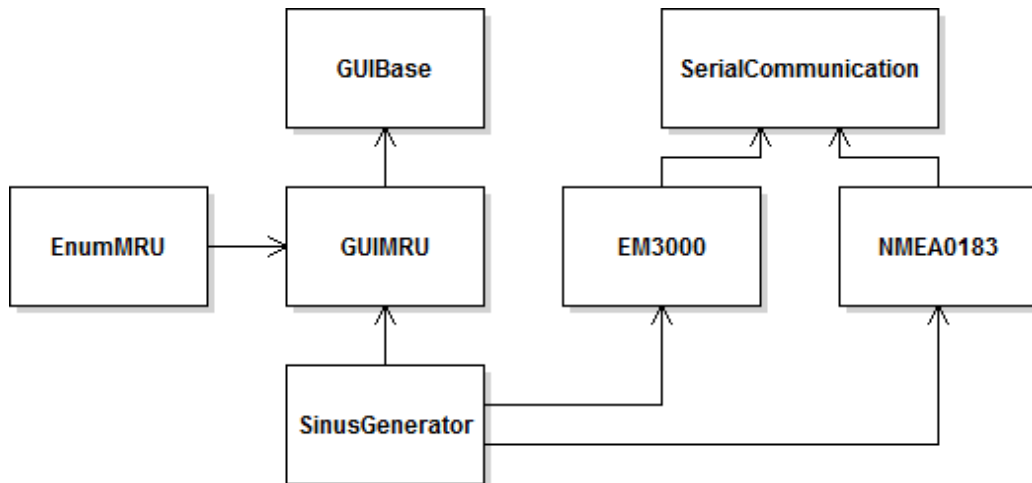 GUIBase
SerialCommunication
EnumMRU
GUIMRU
EM3000
NMEA0183
SinusGenerator